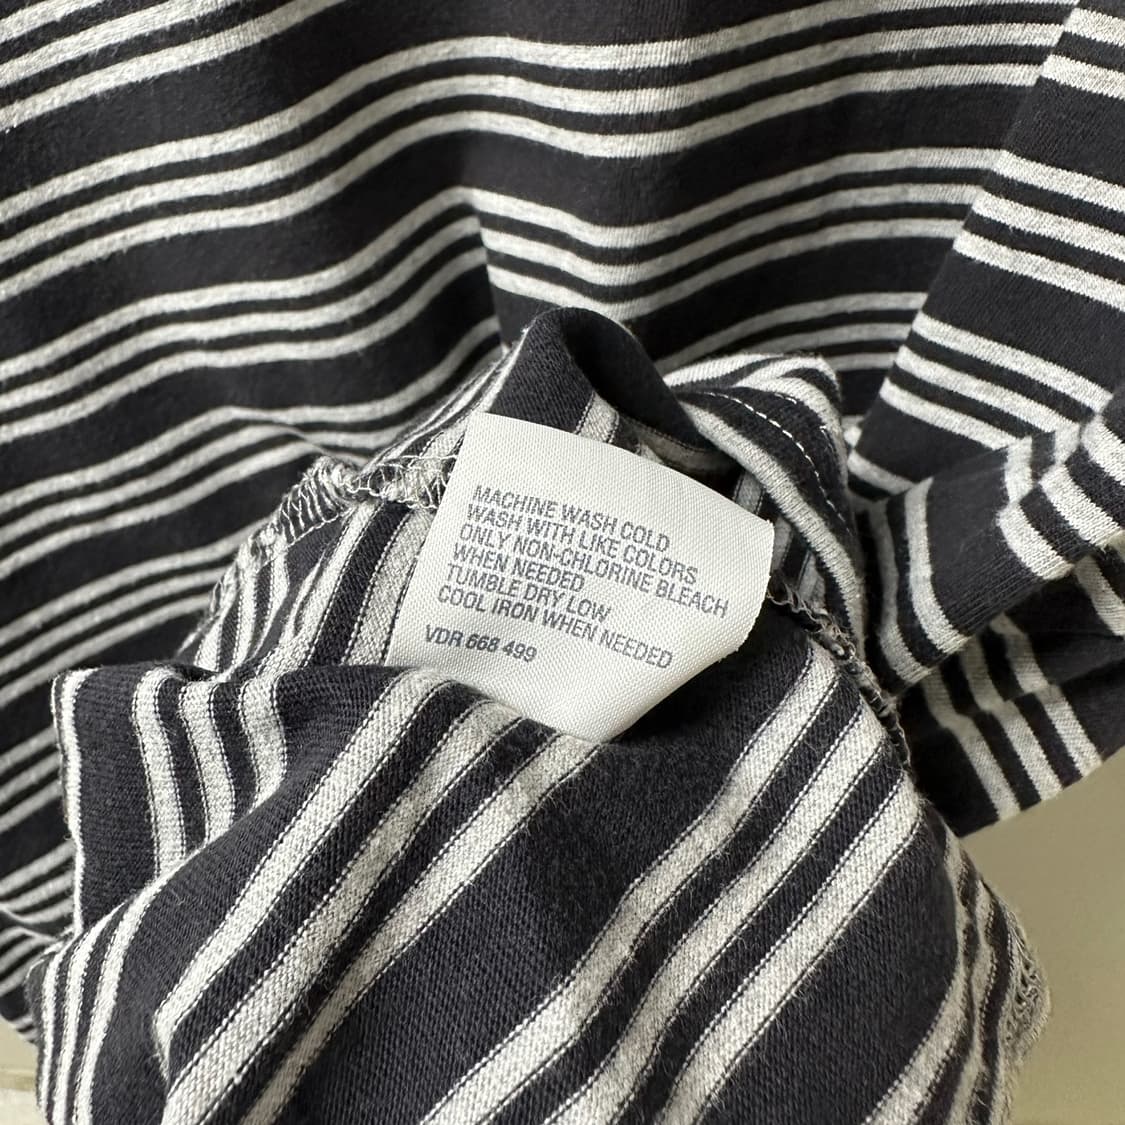 MACHINE WASH COLD
WASH WITH LIKE COLORS
ONLY NON-CHLORINE BLEACH
WHEN NEEDED
TUMBLE DRY LOW
COOL IRON WHEN NEEDED
VDR 668 499